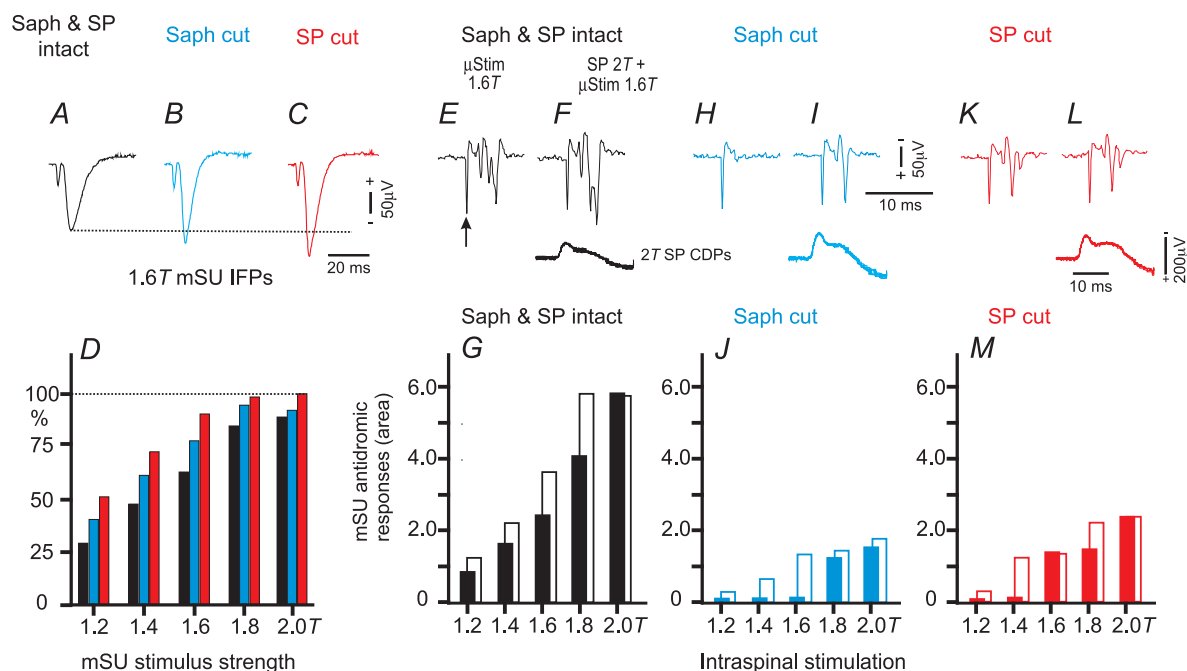 Saph & SP
intact
Saph cut
SP cut
Saph & SP intact
Saph cut
SP cut
µStim
1.6T
SP 2T +
µStim 1.6T
A
B
C
E
F
H
I
K
L
+
50µV
-
-
50µV
+
20 ms
10 ms
1.6T mSU IFPs
2T SP CDPs
10 ms
-
200µV
+
Saph & SP intact
Saph cut
SP cut
D
100
%
75
50
25
0
1.2 1.4 1.6 1.8 2.0T
mSU stimulus strength
G
mSU antidromic
responses (area)
6.0
4.0
2.0
0
1.2 1.4 1.6 1.8 2.0T
J
6.0
4.0
2.0
0
1.2 1.4 1.6 1.8 2.0T
Intraspinal stimulation
M
6.0
4.0
2.0
0
1.2 1.4 1.6 1.8 2.0T